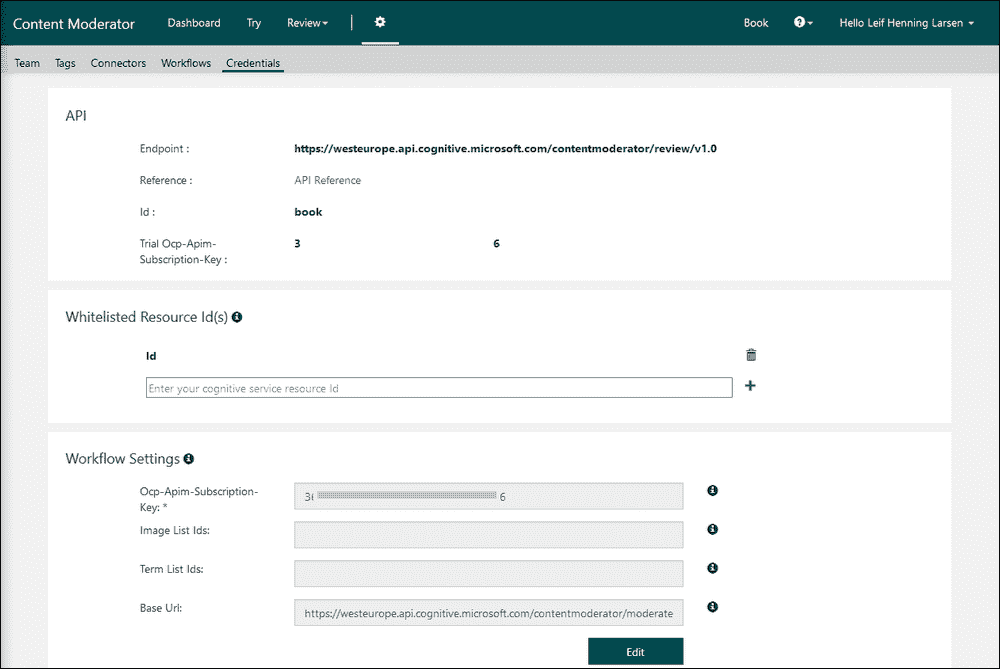 Content Moderator Dashboard Try Review Book Hello Leif Henning Larsen
Team Tags Connectors Workflows Credentials
API
Endpoint : https://westeurope.api.cognitive.microsoft.com/contentmoderator/review/v1.0
Reference : API Reference
Id : book
Trial Ocp-Apim-
Subscription-Key : 3 6
Whitelisted Resource Id(s)
Id
Enter your cognitive service resource Id
Workflow Settings
Ocp-Apim-Subscription-
Key: * 6
Image List Ids:
Term List Ids:
Base Url: https://westeurope.api.cognitive.microsoft.com/contentmoderator/moderate
Edit